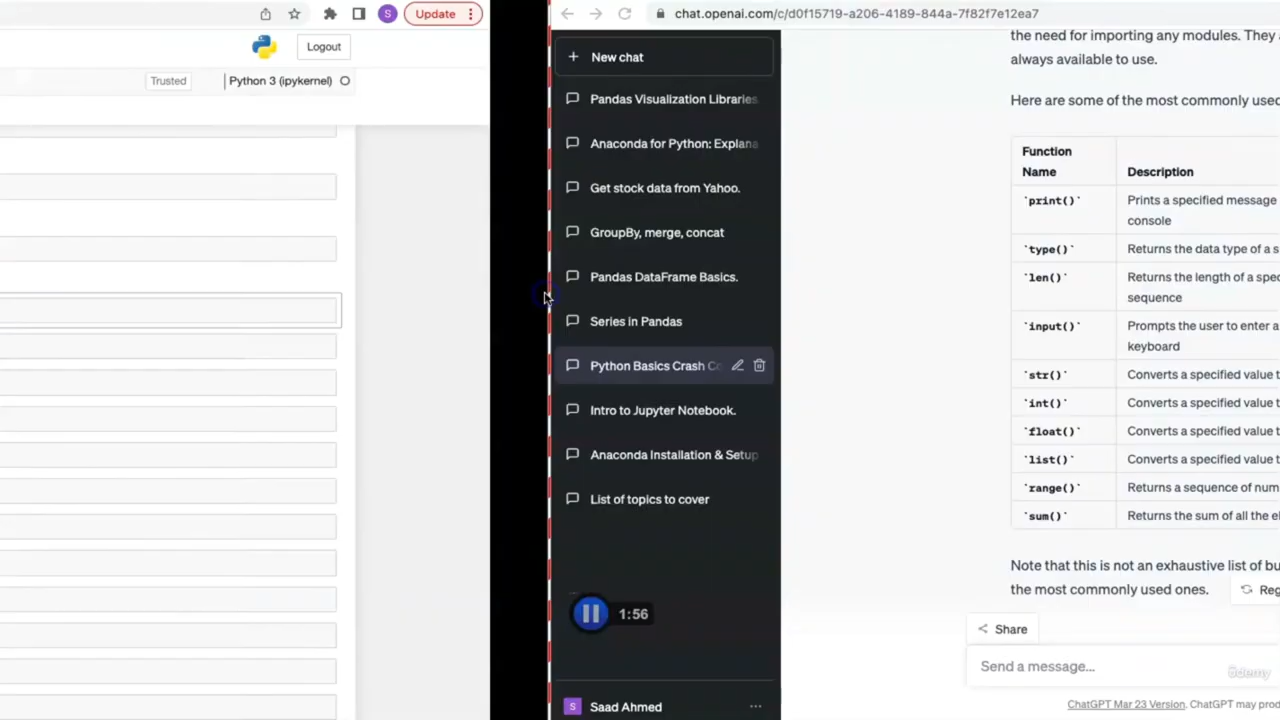 Update
Logout
Trusted
Python 3 (ipykernel)
chat.openai.com/c/d0f15719-a206-4189-844a-7f82f7e12ea7
New chat
Pandas Visualization Libraries.
Anaconda for Python: Explana
Get stock data from Yahoo.
GroupBy, merge, concat
Pandas DataFrame Basics.
Series in Pandas
Python Basics Crash Co
Intro to Jupyter Notebook.
Anaconda Installation & Setup
List of topics to cover
1:56
S Saad Ahmed
the need for importing any modules. They a
always available to use.
Here are some of the most commonly used
Function
Name
Description
`print()` Prints a specified message
console
`type()` Returns the data type of a s
`len()` Returns the length of a spec
sequence
`input()` Prompts the user to enter a
keyboard
`str()` Converts a specified value t
`int()` Converts a specified value t
`float()` Converts a specified value t
`list()` Converts a specified value t
`range()` Returns a sequence of num
`sum()` Returns the sum of all the el
Note that this is not an exhaustive list of bu
the most commonly used ones.
Reg
Share
Send a message...
ûdemy
ChatGPT Mar 23 Version. ChatGPT may prod